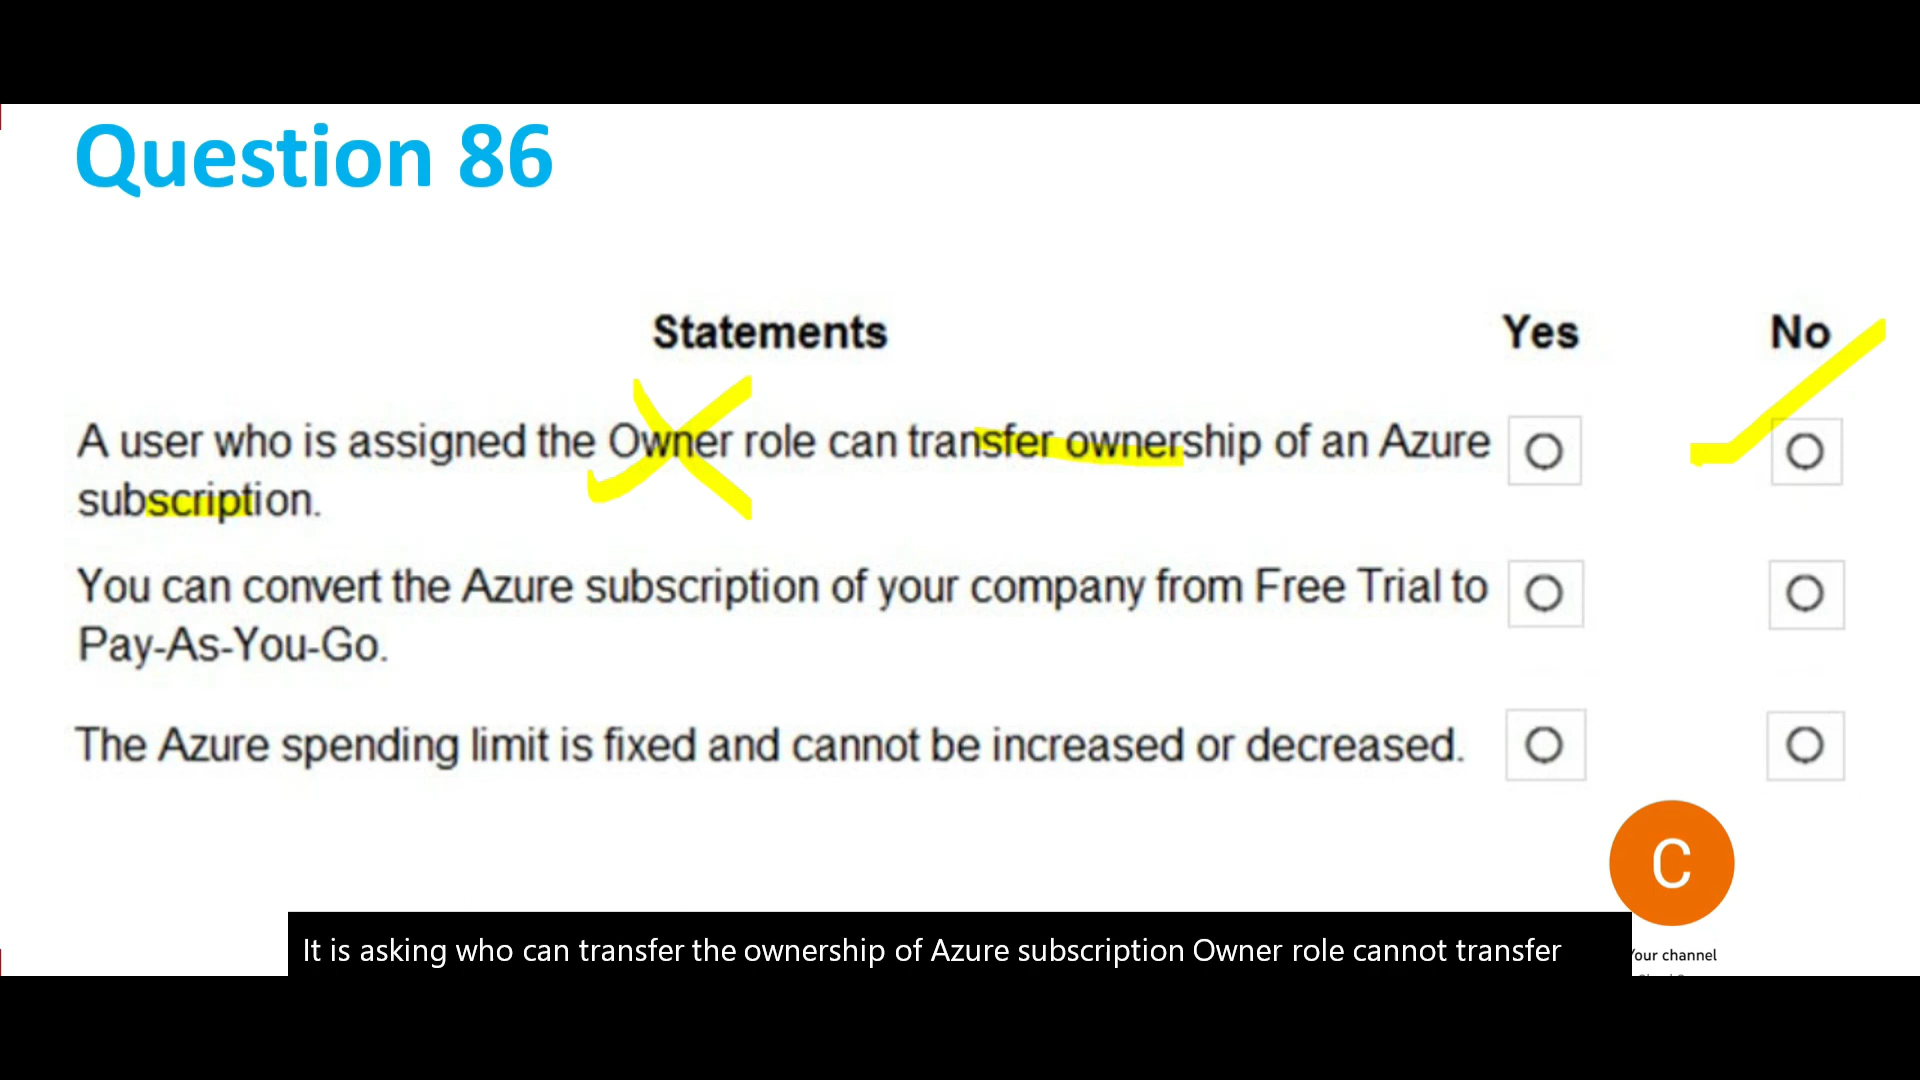 Question 86
Statements Yes No
A user who is assigned the Owner role can transfer ownership of an Azure
subscription.
You can convert the Azure subscription of your company from Free Trial to
Pay-As-You-Go.
The Azure spending limit is fixed and cannot be increased or decreased.
C
It is asking who can transfer the ownership of Azure subscription Owner role cannot transfer
Your channel